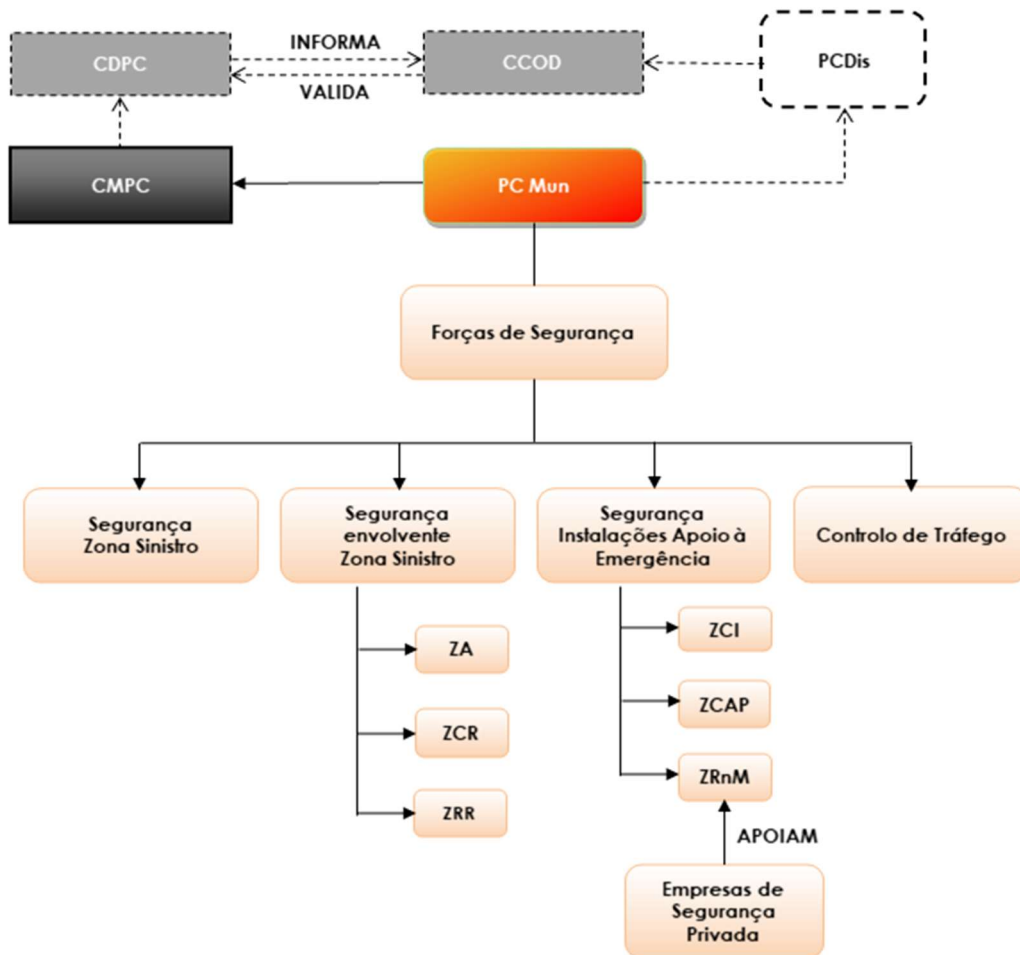 CDPC
INFORMA
VALIDA
CCOD
PCDis
CMPC
PC Mun
Forças de Segurança
Segurança
Zona Sinistro
Segurança
envolvente
Zona Sinistro
Segurança
Instalações Apoio à
Emergência
Controlo de Tráfego
ZA
ZCR
ZRR
ZCI
ZCAP
ZRnM
APOIAM
Empresas de
Segurança
Privada